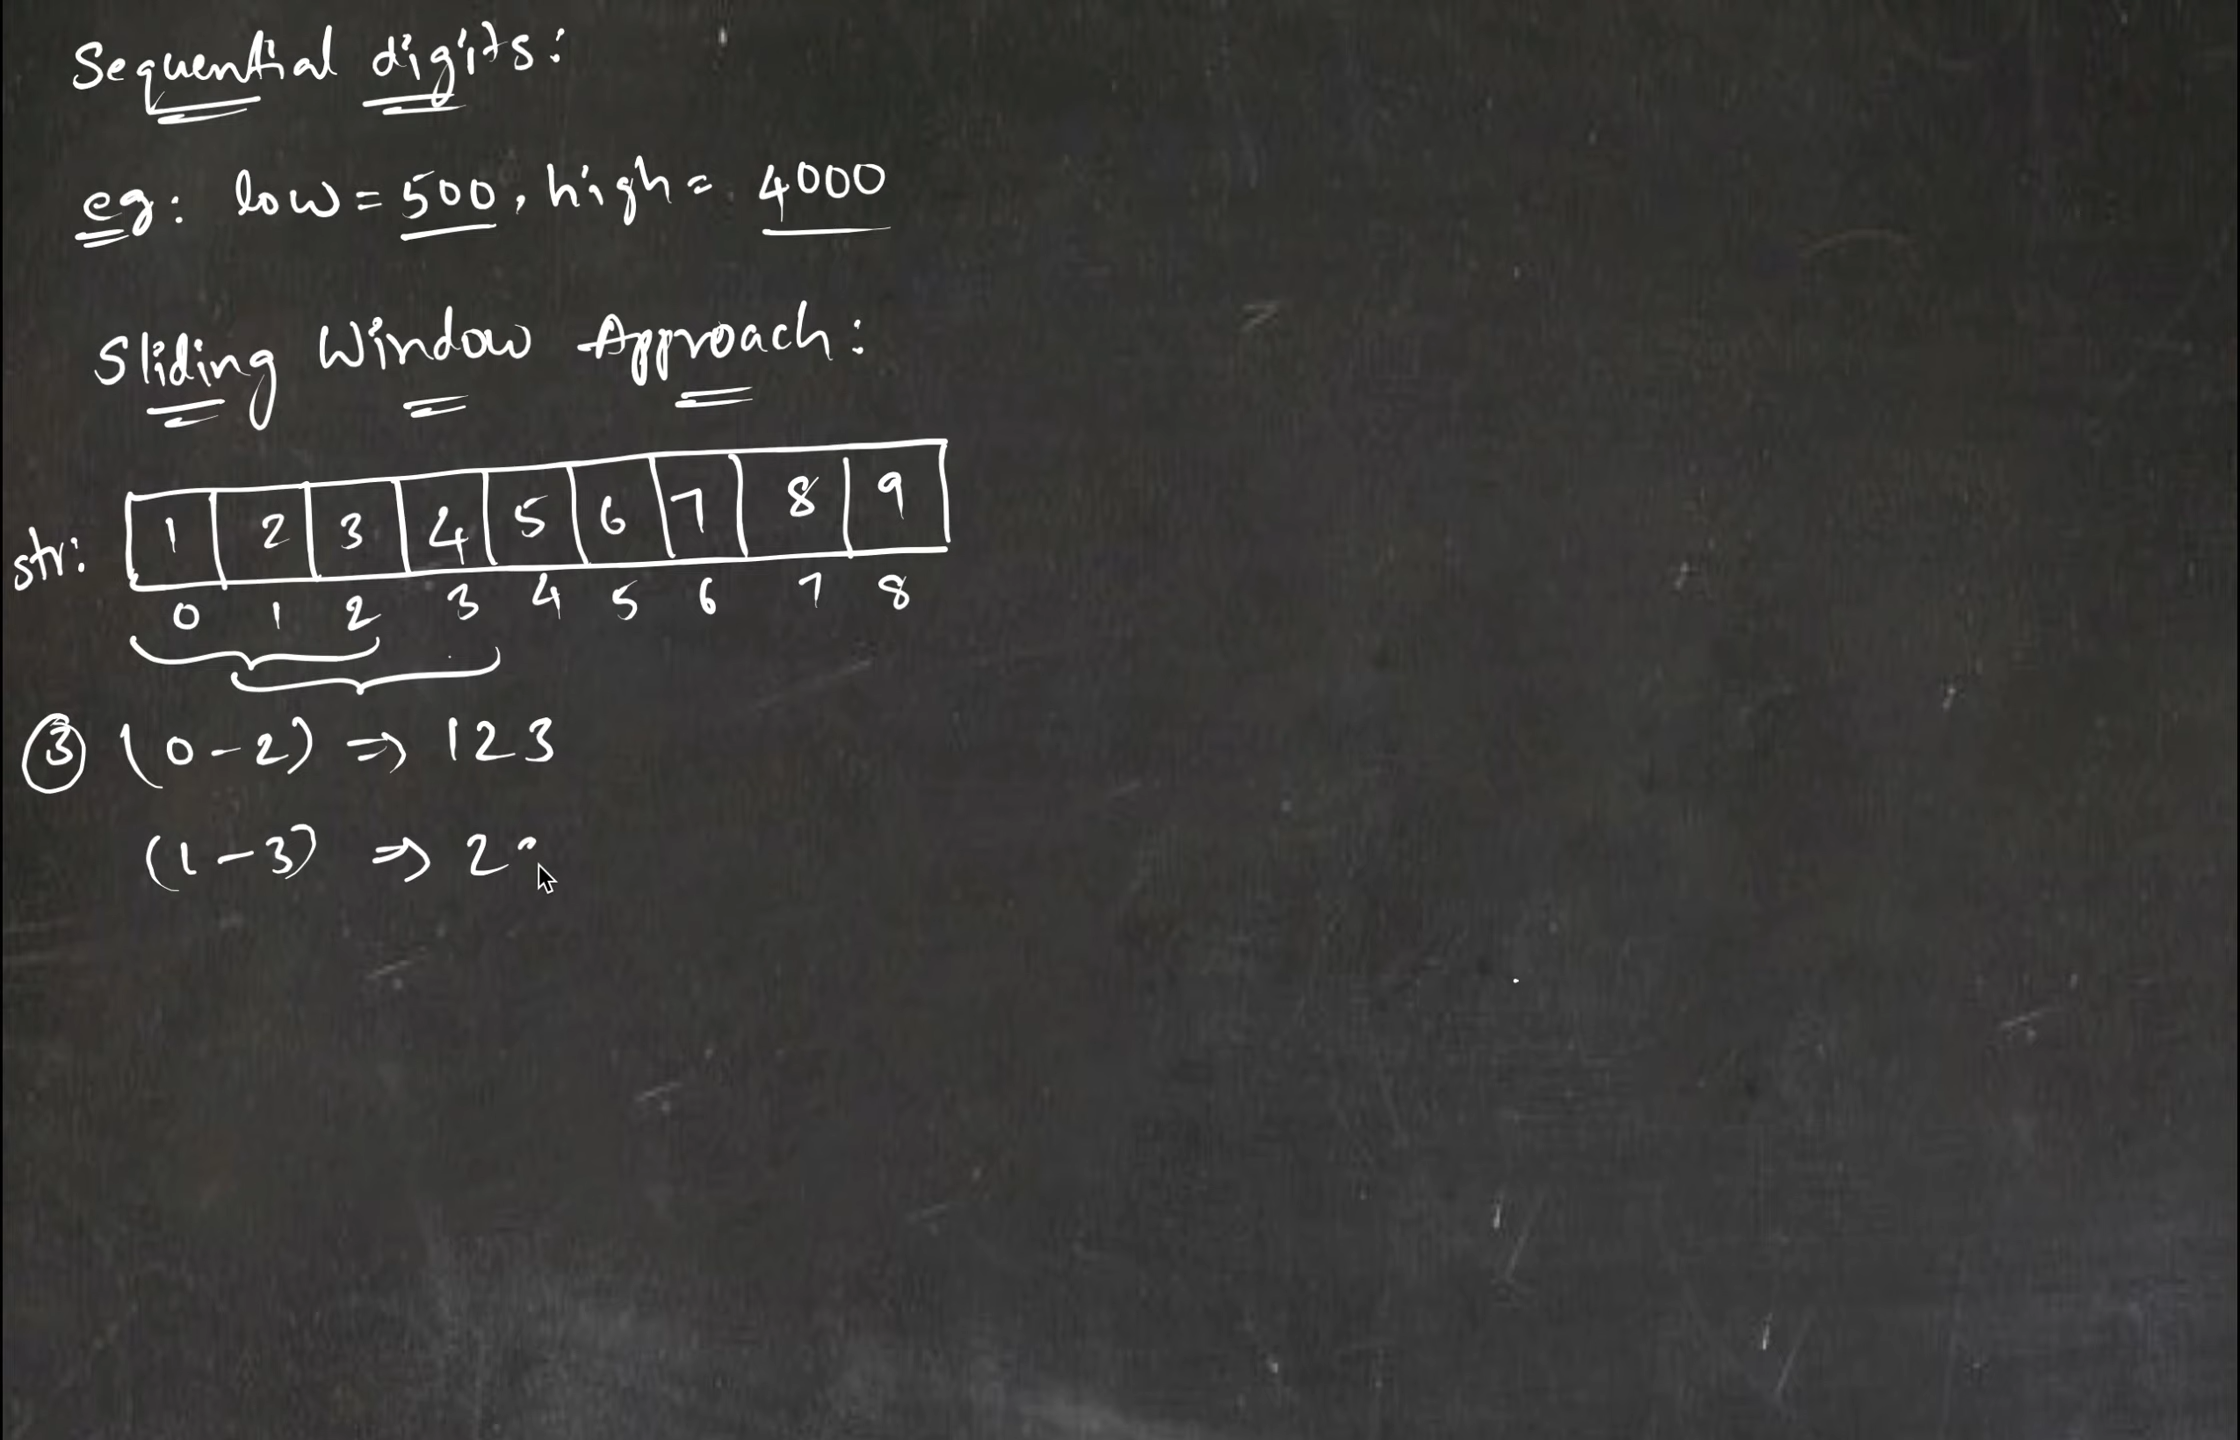 Sequential digits:
eg: low = 500, high = 4000
Sliding Window Approach:
str: 1 2 3 4 5 6 7 8 9
0 1 2 3 4 5 6 7 8
3 (0-2) => 123
(1-3) => 2